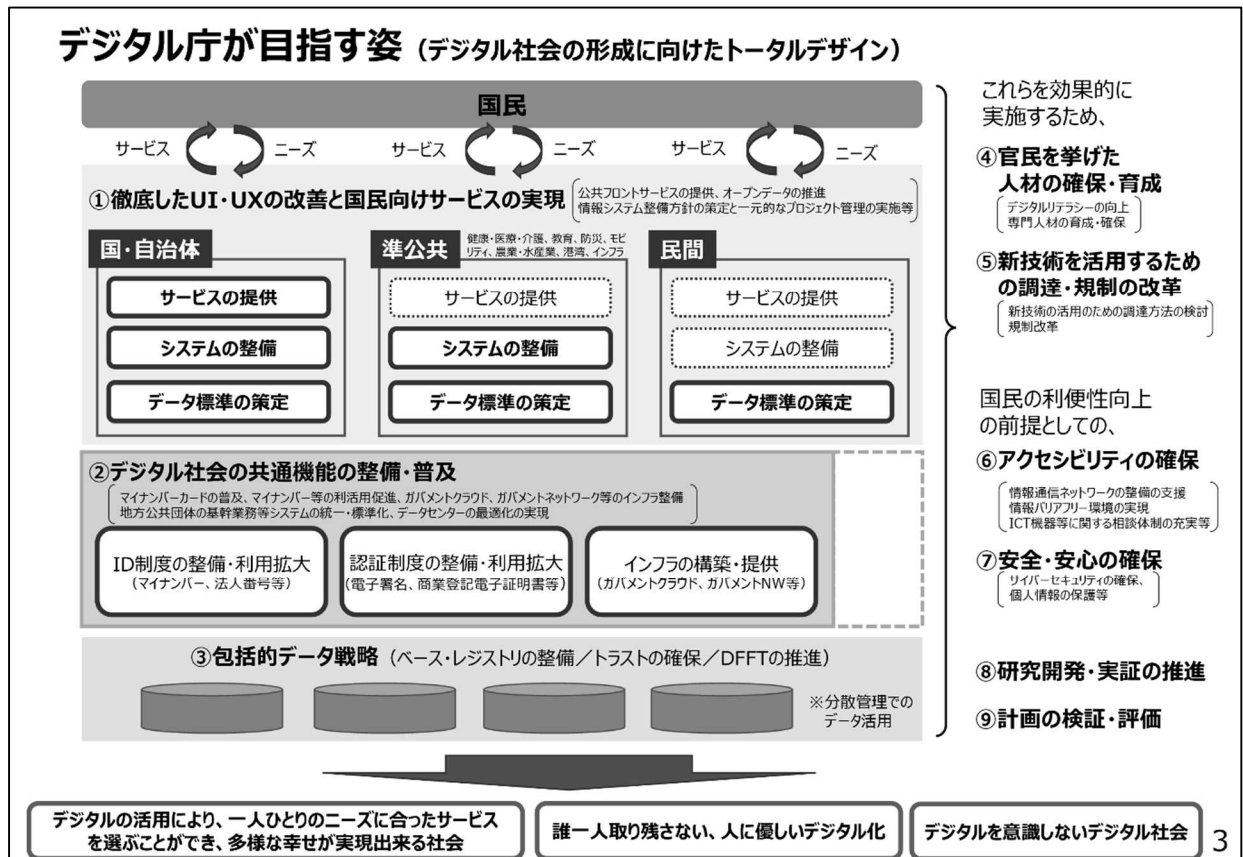 デジタル庁が目指す姿（デジタル社会の形成に向けたトータルデザイン）
国民
サービス ニーズ
サービス ニーズ
サービス ニーズ
①徹底したUI・UXの改善と国民向けサービスの実現
公共フロントサービスの提供、オープンデータの推進
情報システム整備方針の策定と一元的なプロジェクト管理の実施等
国・自治体
サービスの提供
システムの整備
データ標準の策定
準公共
健康・医療・介護、教育、防災、モビ
リティ、農業・水産業、港湾、インフラ
サービスの提供
システムの整備
データ標準の策定
民間
サービスの提供
システムの整備
データ標準の策定
②デジタル社会の共通機能の整備・普及
マイナンバーカードの普及、マイナンバー等の利活用促進、ガバメントクラウド、ガバメントネットワーク等のインフラ整備
地方公共団体の基幹業務等システムの統一・標準化、データセンターの最適化の実現
ID制度の整備・利用拡大
（マイナンバー、法人番号等）
認証制度の整備・利用拡大
（電子署名、商業登記電子証明書等）
インフラの構築・提供
（ガバメントクラウド、ガバメントNW等）
③包括的データ戦略（ベース・レジストリの整備／トラストの確保／DFFTの推進）
※分散管理での
データ活用
これらを効果的に
実施するため、
④官民を挙げた
人材の確保・育成
デジタルリテラシーの向上
専門人材の育成・確保
⑤新技術を活用するため
の調達・規制の改革
新技術の活用のための調達方法の検討
規制改革
国民の利便性向上
の前提としての、
⑥アクセシビリティの確保
情報通信ネットワークの整備の支援
情報バリアフリー環境の実現
ICT機器等に関する相談体制の充実等
⑦安全・安心の確保
サイバーセキュリティの確保、
個人情報の保護等
⑧研究開発・実証の推進
⑨計画の検証・評価
デジタルの活用により、一人ひとりのニーズに合ったサービス
を選ぶことができ、多様な幸せが実現出来る社会
誰一人取り残さない、人に優しいデジタル化
デジタルを意識しないデジタル社会
3